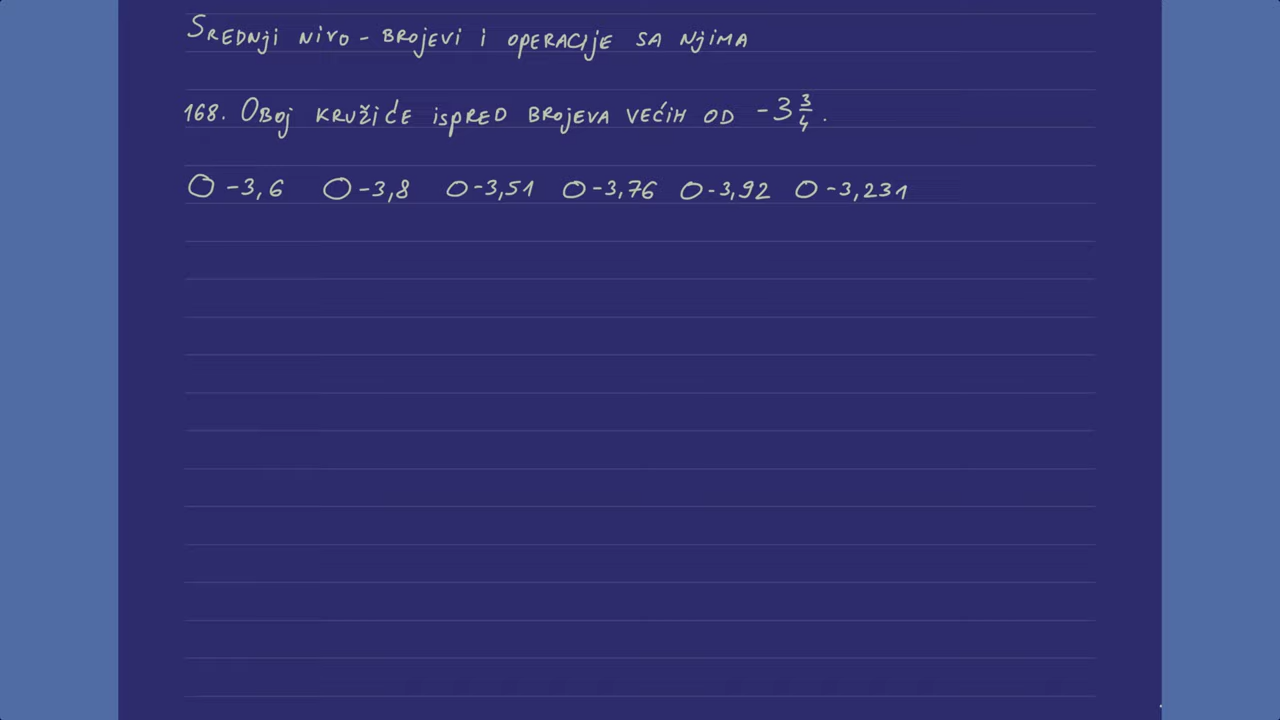 Srednji nivo - brojevi i operacije sa njima
168. Oboj kružiće ispred brojeva većih od -3 3/4.
○ -3,6 ○ -3,8 ○ -3,51 ○ -3,76 ○ -3,92 ○ -3,231